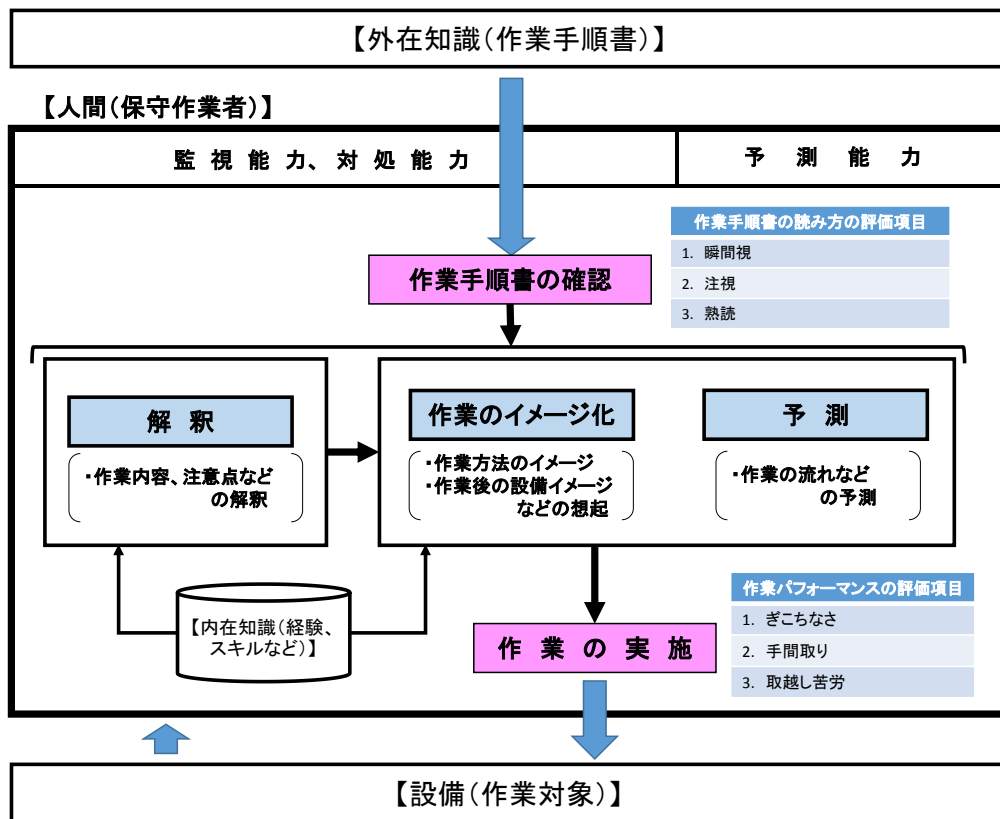 【外在知識(作業手順書)】
【人間(保守作業者)】
監視能力、対処能力
予測能力
作業手順書の読み方の評価項目
1. 瞬間視
2. 注視
3. 熟読
作業手順書の確認
解釈
・作業内容、注意点など
の解釈
作業のイメージ化
・作業方法のイメージ
・作業後の設備イメージ
などの想起
予測
・作業の流れなど
の予測
【内在知識(経験、
スキルなど)】
作業の実施
作業パフォーマンスの評価項目
1. ぎこちなさ
2. 手間取り
3. 取越し苦労
【設備(作業対象)】